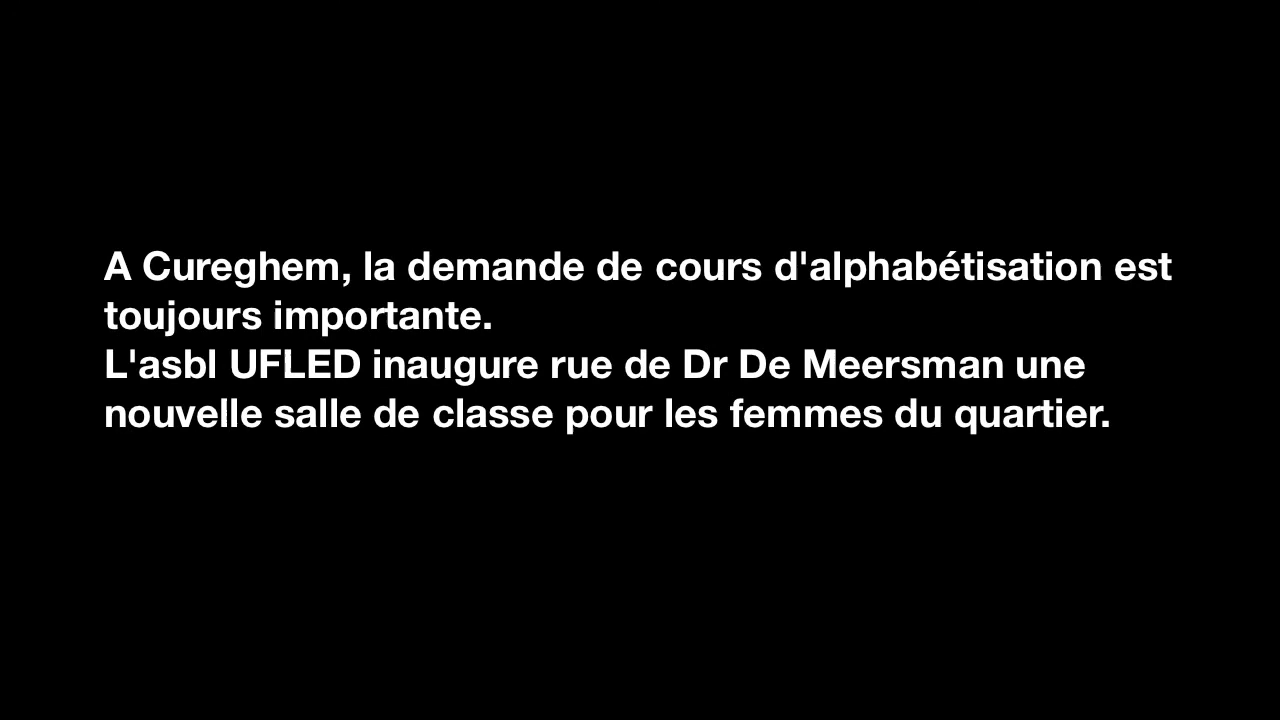 A Cureghem, la demande de cours d'alphabétisation est
toujours importante.
L'asbl UFLED inaugure rue de Dr De Meersman une
nouvelle salle de classe pour les femmes du quartier.